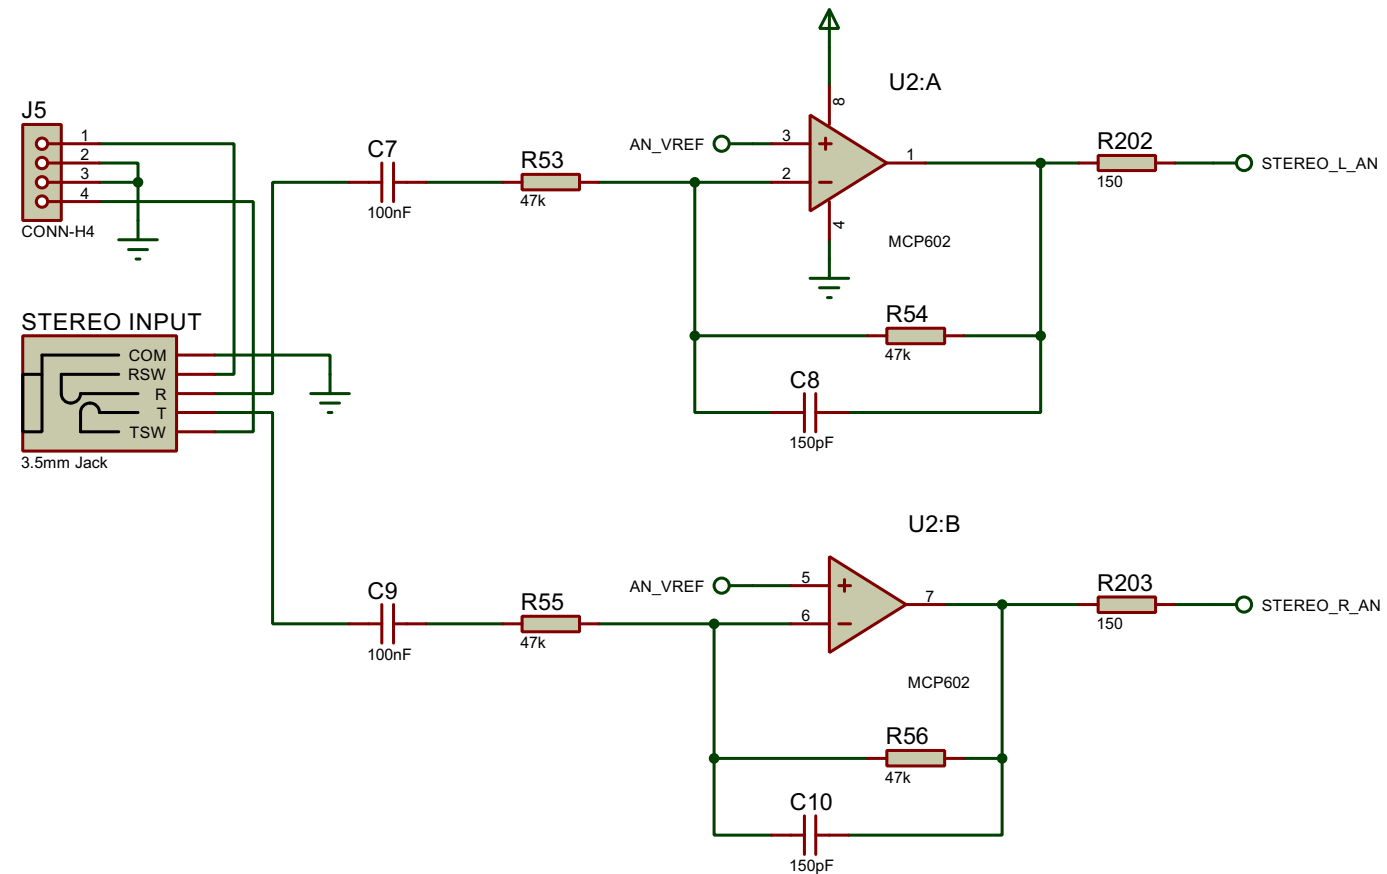 J5
1
2
3
4
CONN-H4
STEREO INPUT
COM
RSW
R
T
TSW
3.5mm Jack
C7
100nF
R53
47k
AN_VREF
3
2
8
4
1
U2:A
MCP602
R54
47k
C8
150pF
R202
150
STEREO_L_AN
C9
100nF
R55
47k
AN_VREF
5
6
7
U2:B
MCP602
R56
47k
C10
150pF
R203
150
STEREO_R_AN